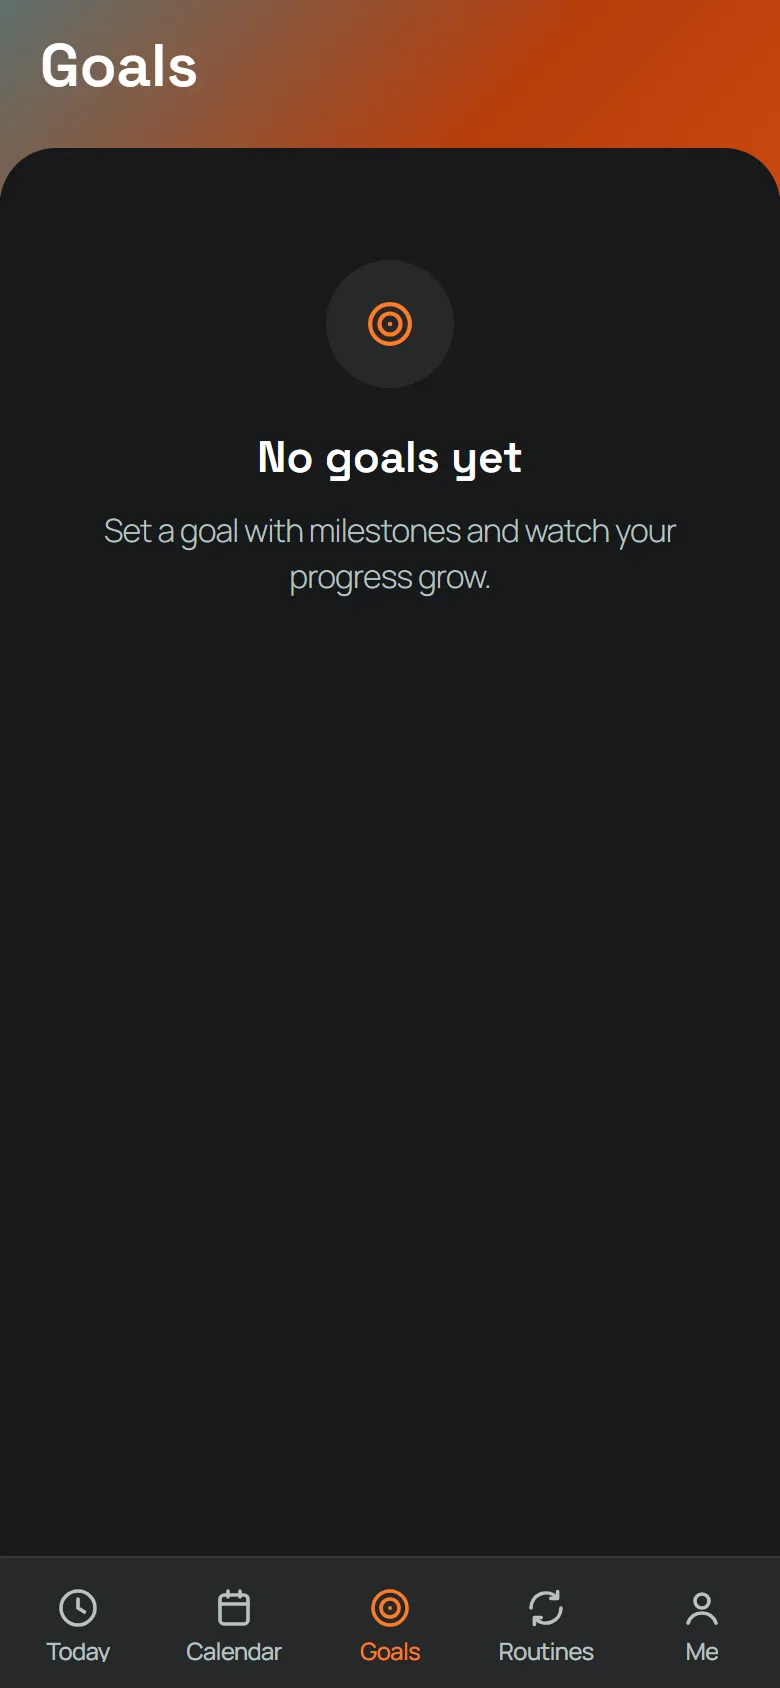 Goals
No goals yet
Set a goal with milestones and watch your
progress grow.
Today
Calendar
Goals
Routines
Me